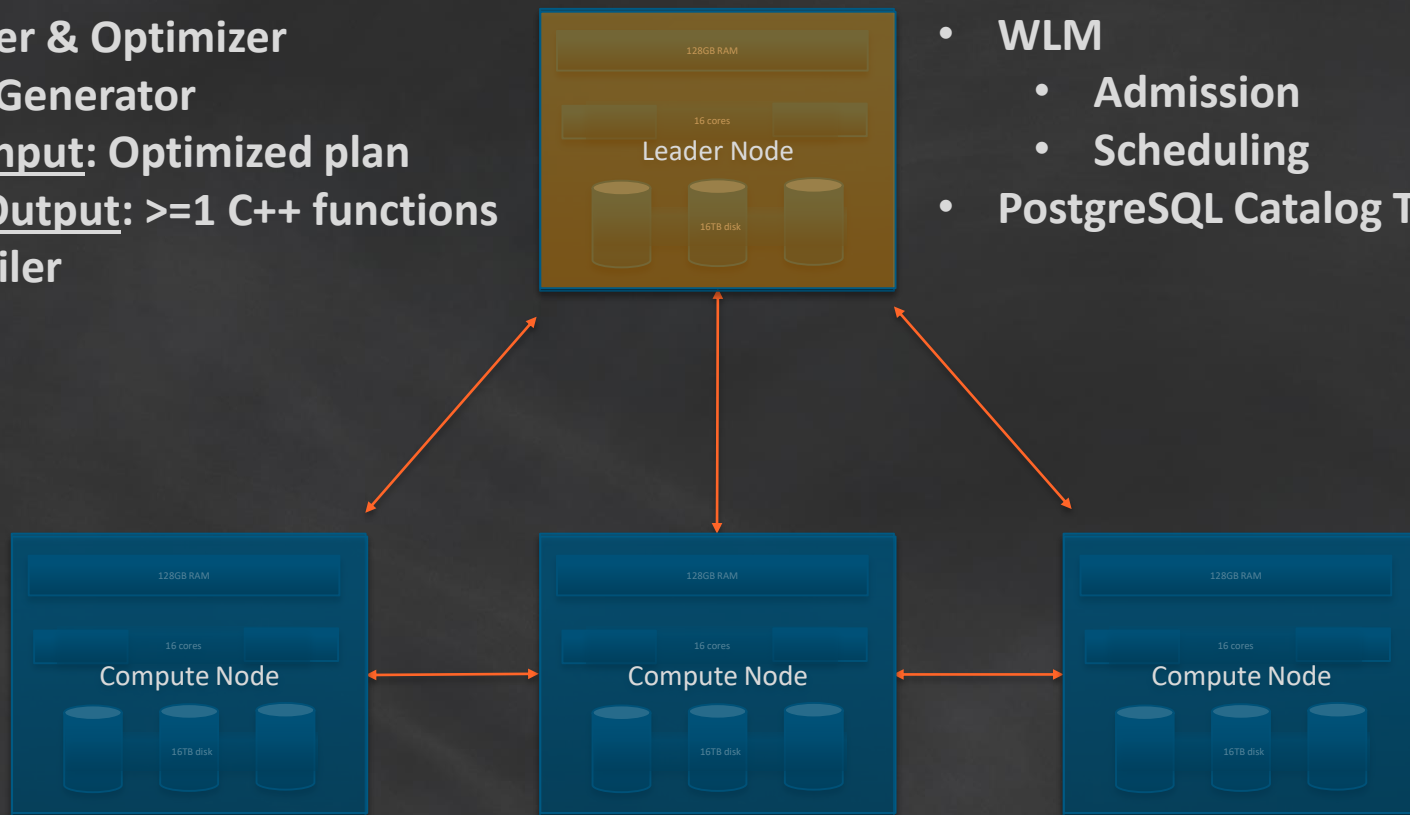 er & Optimizer
Generator
nput: Optimized plan
Output: >=1 C++ functions
iler
128GB RAM
16 cores
Leader Node
16TB disk
• WLM
• Admission
• Scheduling
• PostgreSQL Catalog T
128GB RAM
16 cores
Compute Node
16TB disk
128GB RAM
16 cores
Compute Node
16TB disk
128GB RAM
16 cores
Compute Node
16TB disk